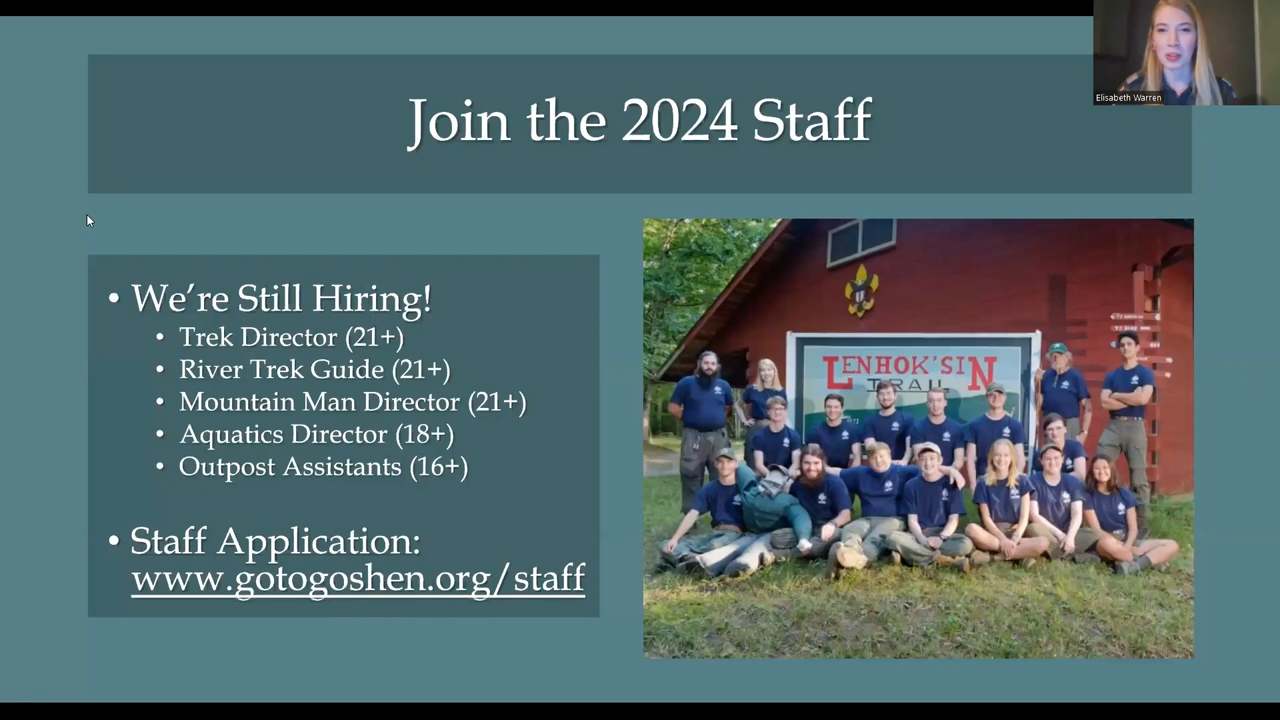 Elisabeth Warren
Join the 2024 Staff
• We’re Still Hiring!
• Trek Director (21+)
• River Trek Guide (21+)
• Mountain Man Director (21+)
• Aquatics Director (18+)
• Outpost Assistants (16+)
• Staff Application:
www.gotogoshen.org/staff
LENHOK'SIN
TRAIL